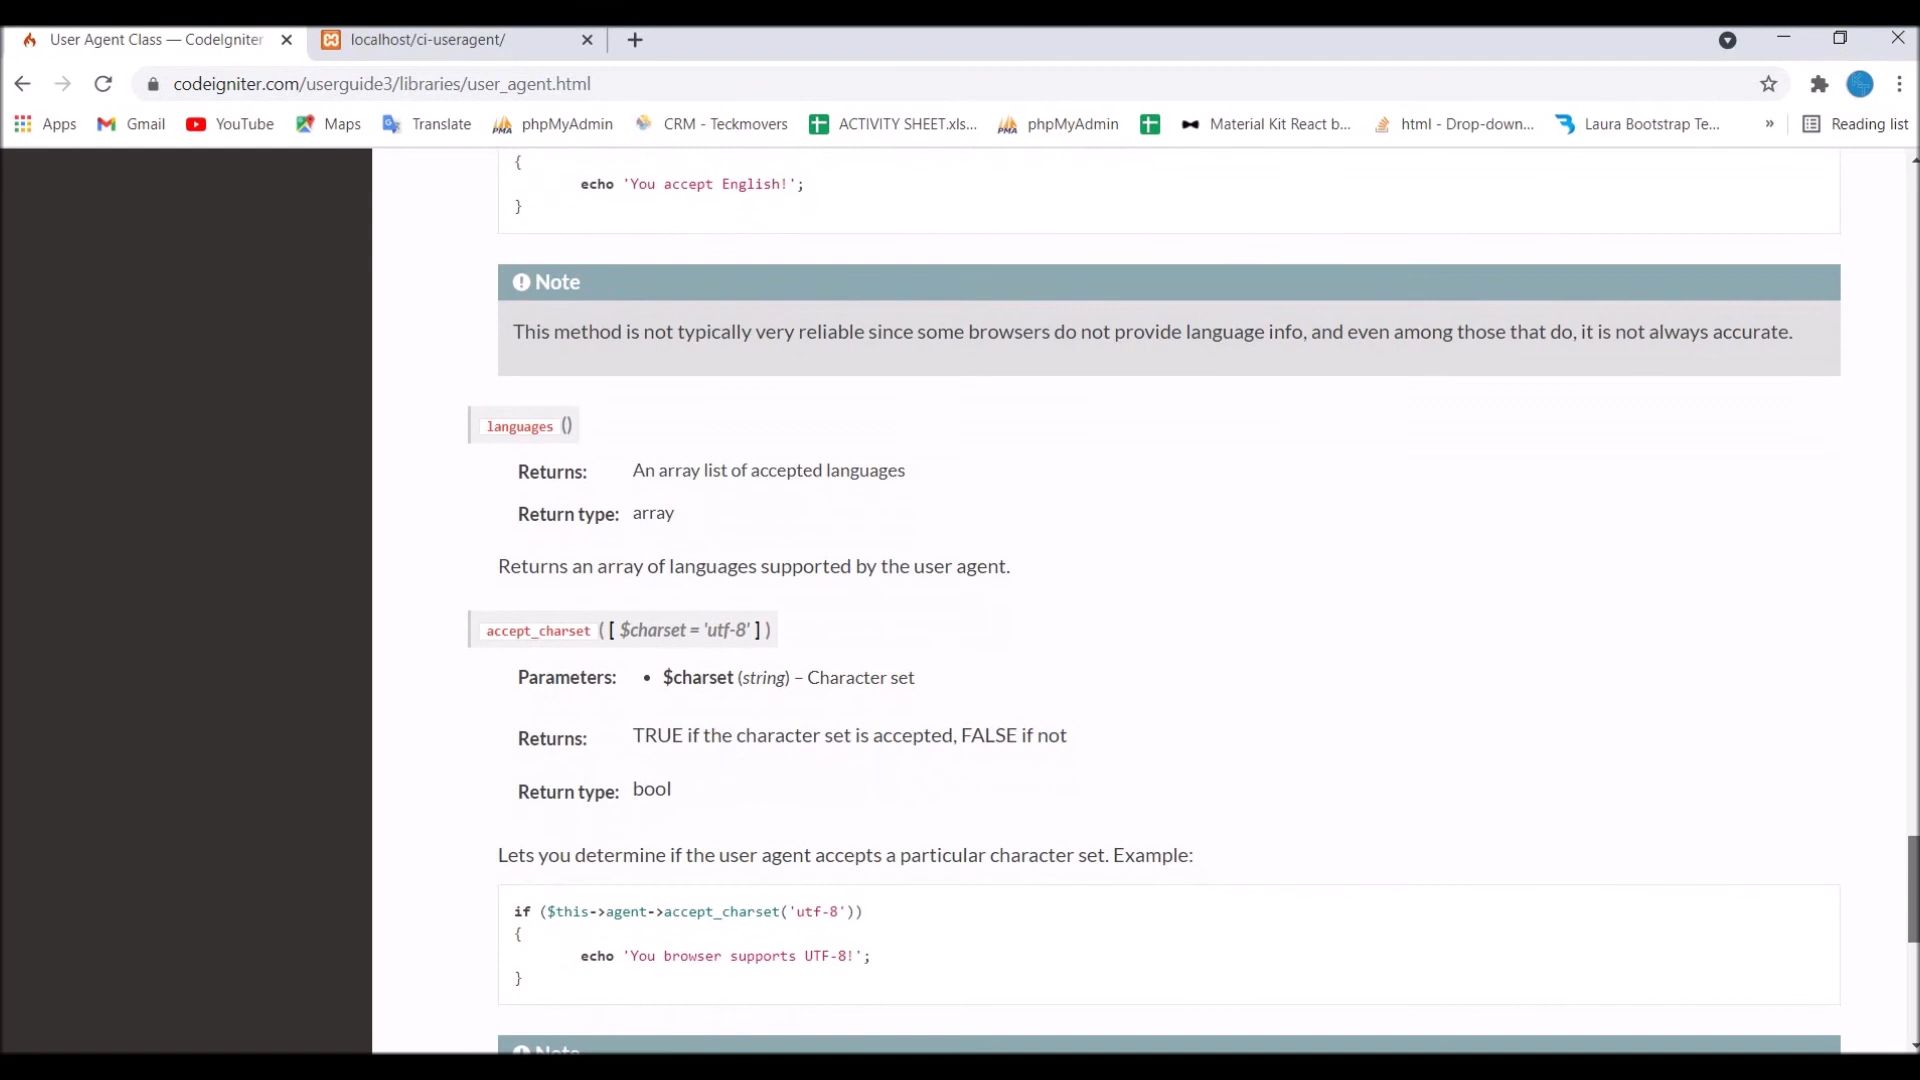 User Agent Class — CodeIgniter
localhost/ci-useragent/
codeigniter.com/userguide3/libraries/user_agent.html
Apps Gmail YouTube Maps Translate phpMyAdmin CRM - Teckmovers ACTIVITY SHEET.xls... phpMyAdmin Material Kit React b... html - Drop-down... Laura Bootstrap Te... » Reading list
{
echo 'You accept English!';
}
Note
This method is not typically very reliable since some browsers do not provide language info, and even among those that do, it is not always accurate.
languages ()
Returns: An array list of accepted languages
Return type: array
Returns an array of languages supported by the user agent.
accept_charset ([ $charset = 'utf-8' ])
Parameters: • $charset (string) – Character set
Returns: TRUE if the character set is accepted, FALSE if not
Return type: bool
Lets you determine if the user agent accepts a particular character set. Example:
if ($this->agent->accept_charset('utf-8'))
{
echo 'You browser supports UTF-8!';
}
Note